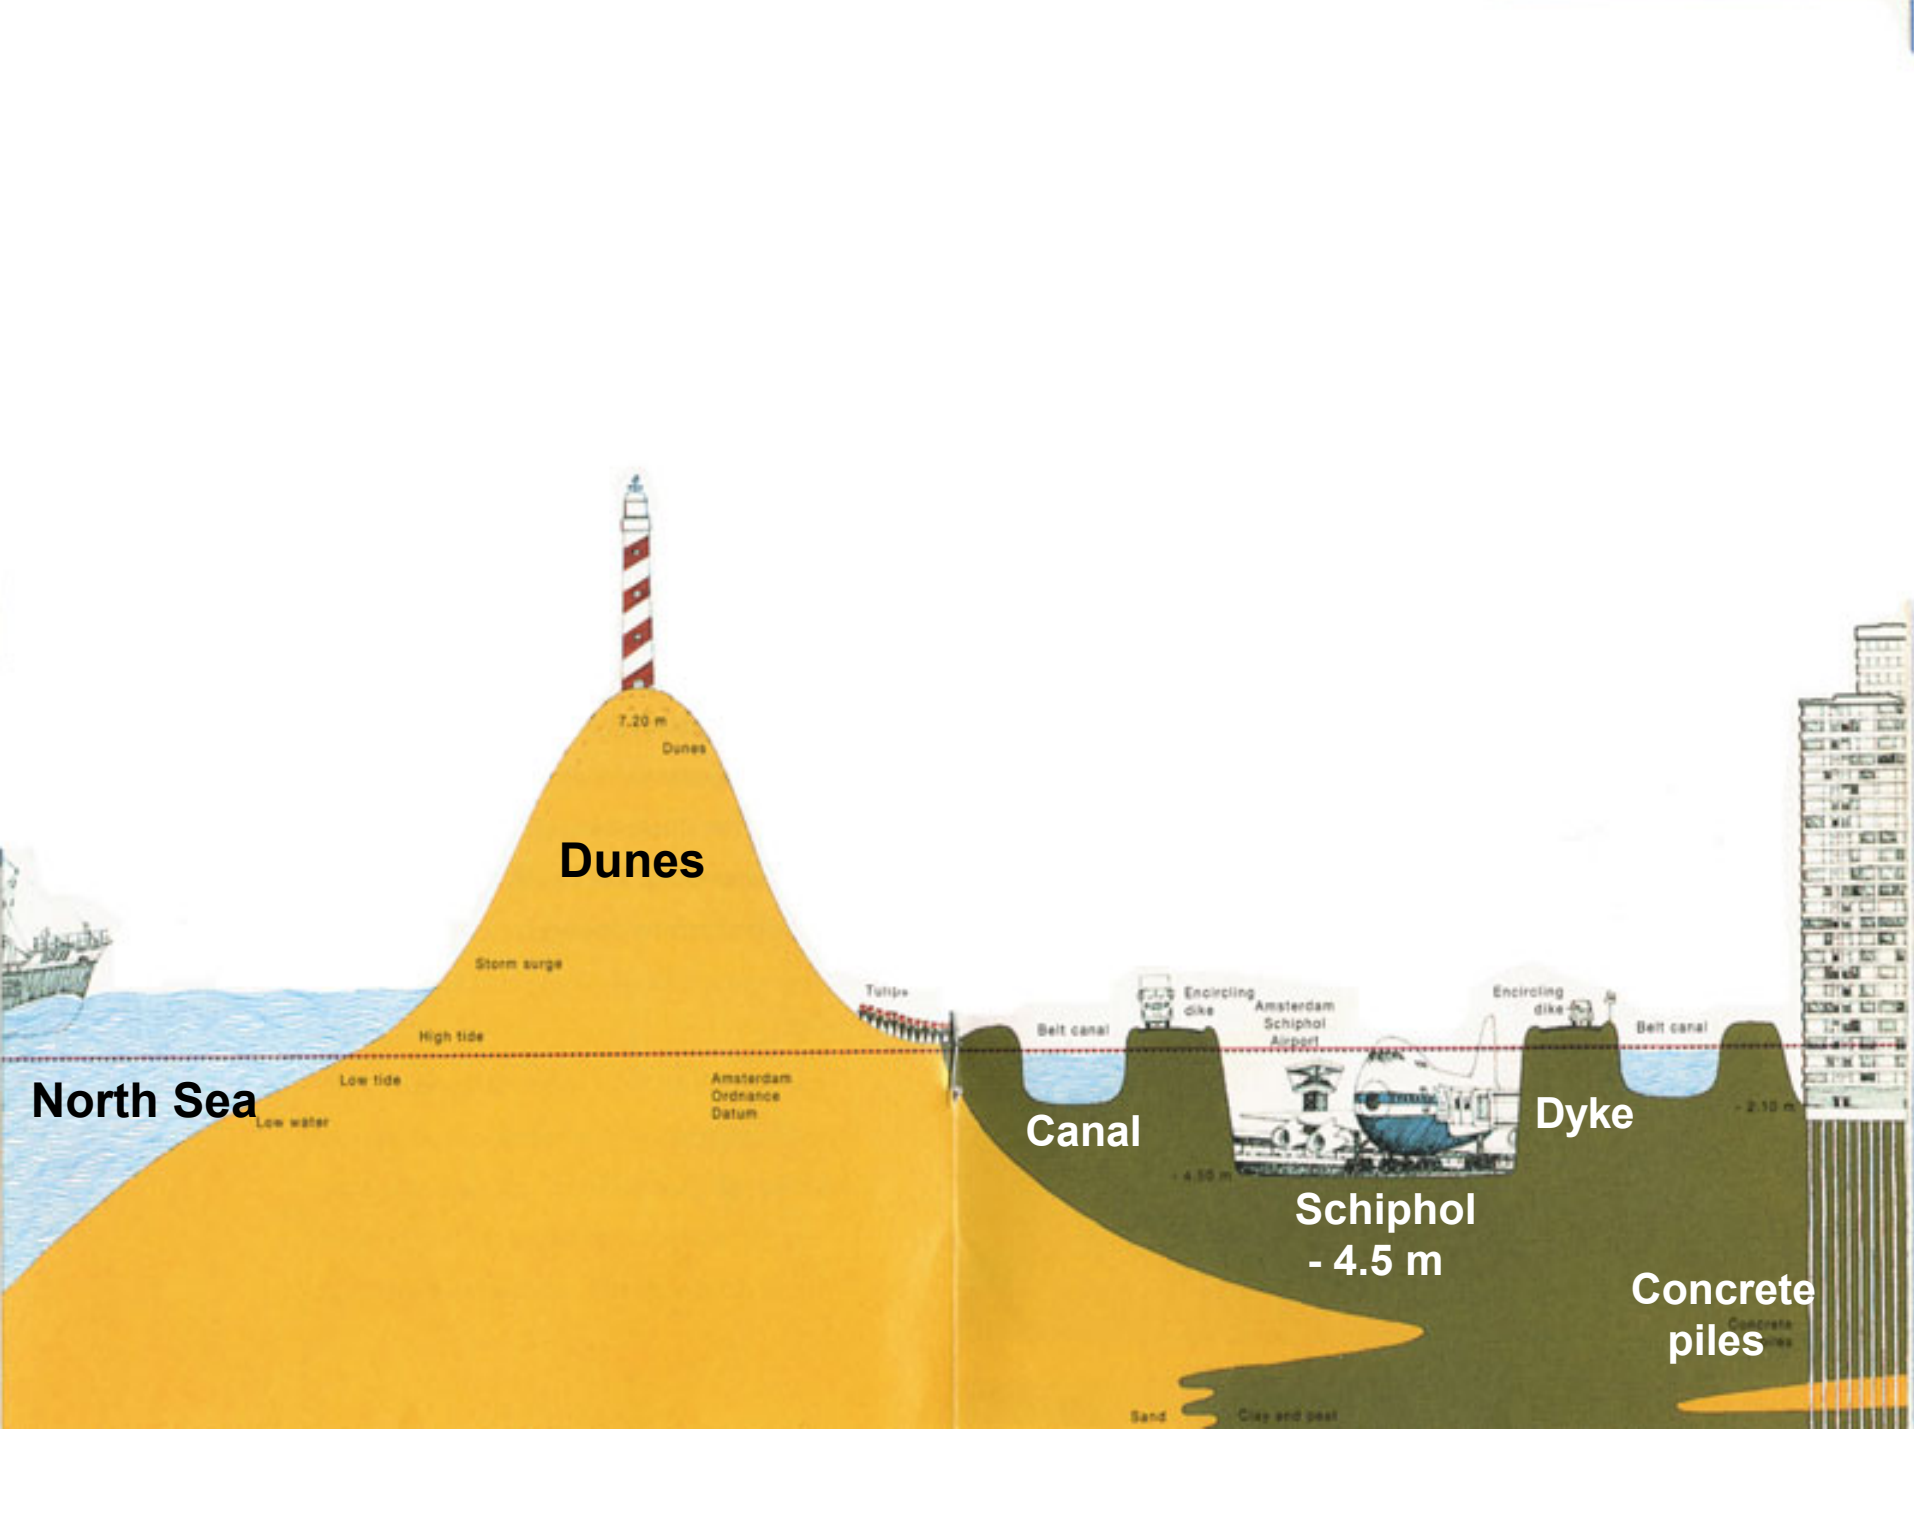 7.20 m
Dunes
Dunes
Storm surge
High tide
Low tide
Low water
North Sea
Amsterdam
Ordnance
Datum
Tulips
Belt canal
Encircling
dike
Amsterdam
Schiphol
Airport
Encircling
dike
Belt canal
Canal
Dyke
- 2.10 m
- 4.50 m
Schiphol
- 4.5 m
Concrete
piles
Concrete
Sand
Clay and peat